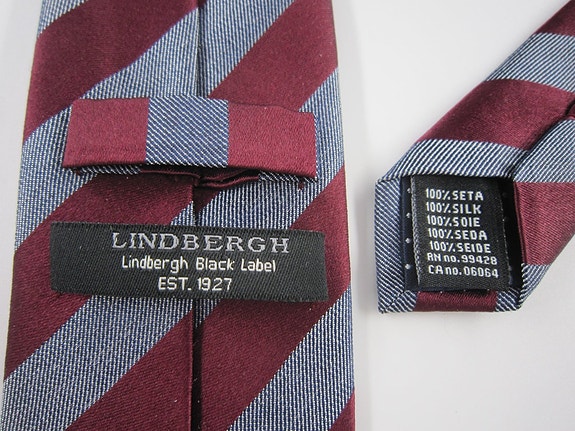 LINDBERGH
Lindbergh Black Label
EST. 1927
100% SETA
100% SILK
100% SOIE
100% SEDA
100% SEIDE
RN no. 99428
CA no. 06064